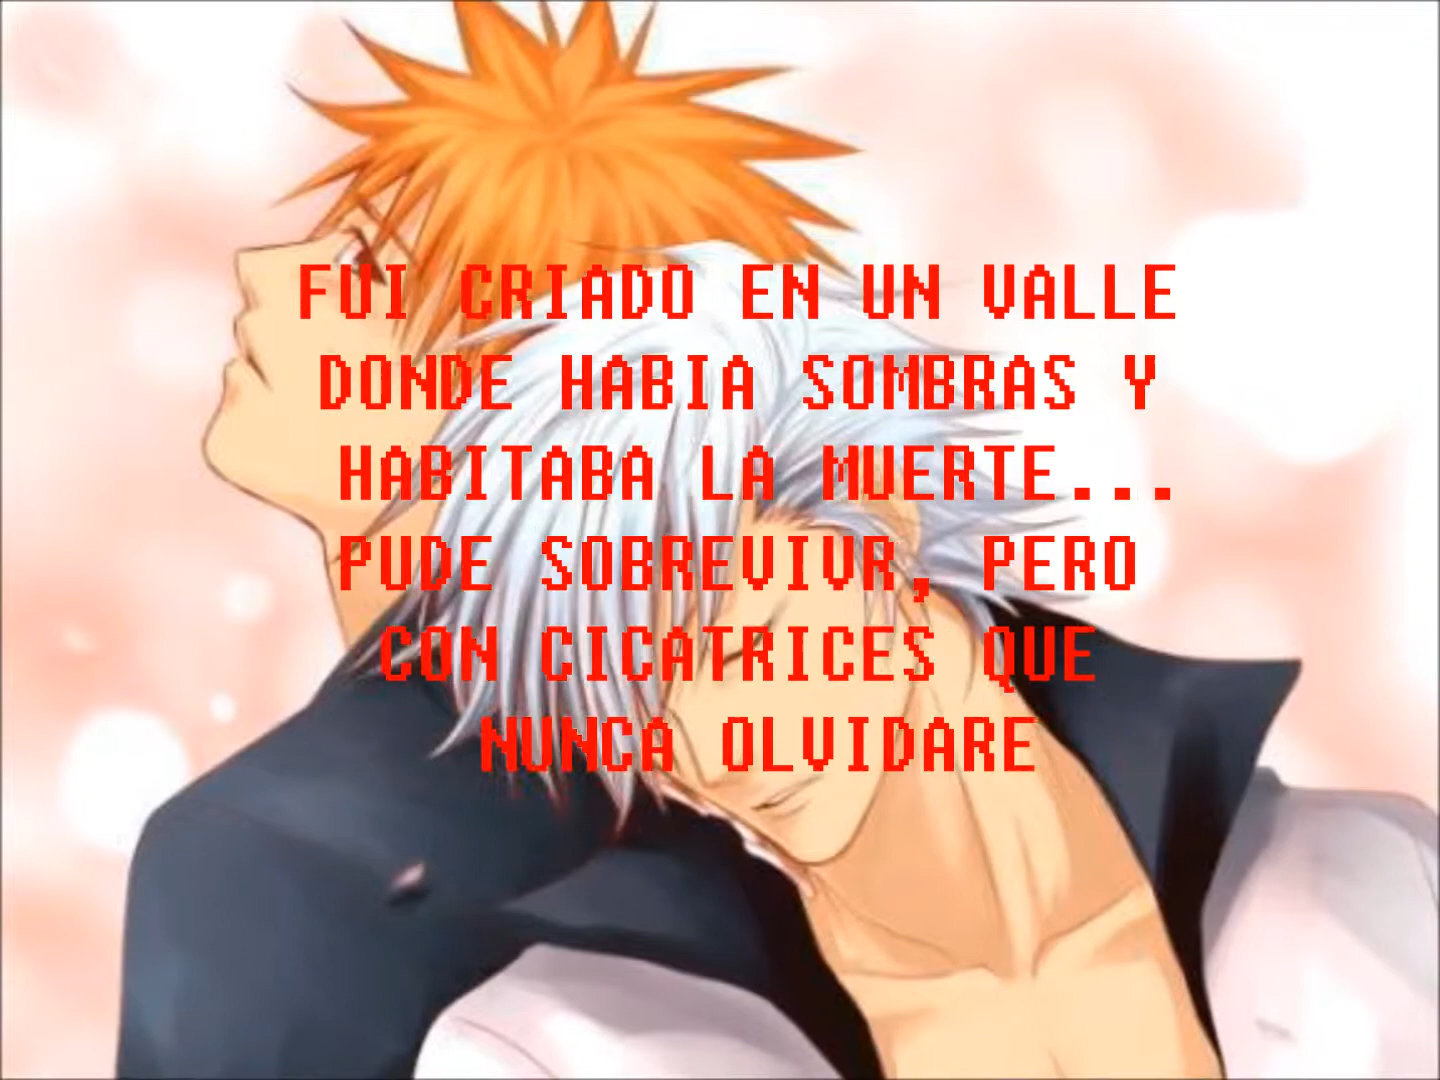 FUI CRIADO EN UN VALLE
DONDE HABIA SOMBRAS Y
HABITABA LA MUERTE...
PUDE SOBREVIVR, PERO
CON CICATRICES QUE
NUNCA OLVIDARE